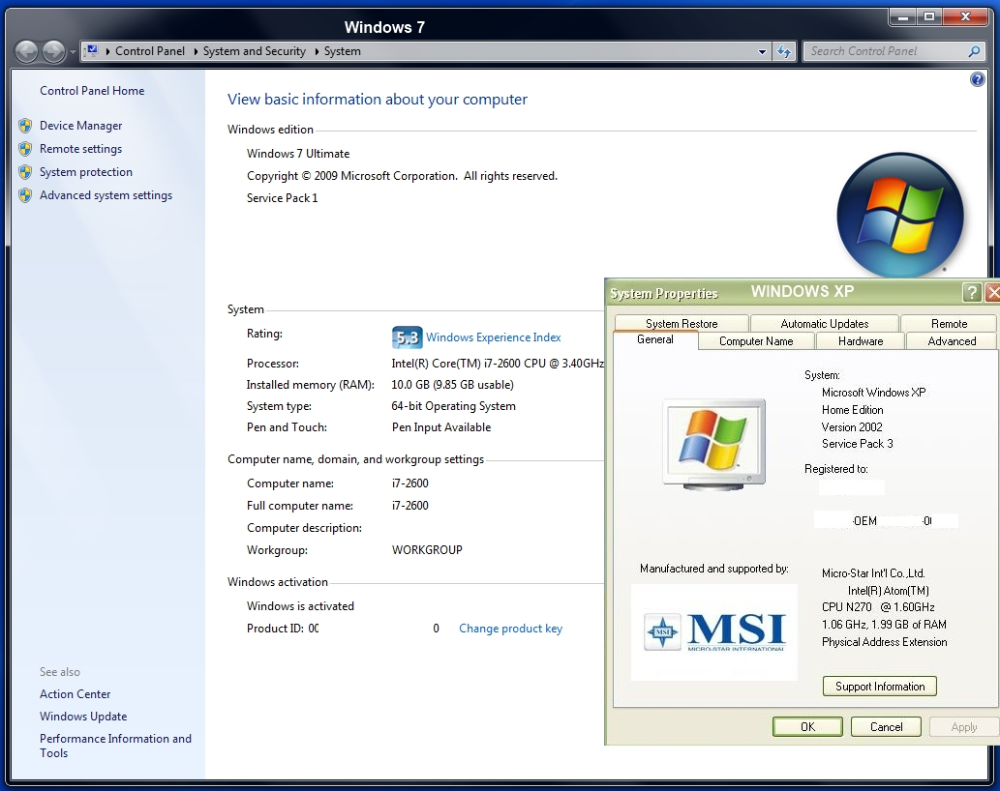 Windows 7
Control Panel
System and Security
System
Search Control Panel
Control Panel Home
Device Manager
Remote settings
System protection
Advanced system settings
See also
Action Center
Windows Update
Performance Information and
Tools
View basic information about your computer
Windows edition
Windows 7 Ultimate
Copyright © 2009 Microsoft Corporation. All rights reserved.
Service Pack 1
System
Rating:
5.3 Windows Experience Index
Processor: Intel(R) Core(TM) i7-2600 CPU @ 3.40GHz
Installed memory (RAM): 10.0 GB (9.85 GB usable)
System type: 64-bit Operating System
Pen and Touch: Pen Input Available
Computer name, domain, and workgroup settings
Computer name: i7-2600
Full computer name: i7-2600
Computer description:
Workgroup: WORKGROUP
Windows activation
Windows is activated
Product ID: 00 0 Change product key
System Properties WINDOWS XP
System Restore Automatic Updates Remote
General Computer Name Hardware Advanced
System:
Microsoft Windows XP
Home Edition
Version 2002
Service Pack 3
Registered to:
-OEM -0
Manufactured and supported by:
MSI
MSI
MICRO-STAR INTERNATIONAL
Micro-Star Int'l Co.,Ltd.
Intel(R) Atom(TM)
CPU N270 @ 1.60GHz
1.06 GHz, 1.99 GB of RAM
Physical Address Extension
Support Information
OK Cancel Apply